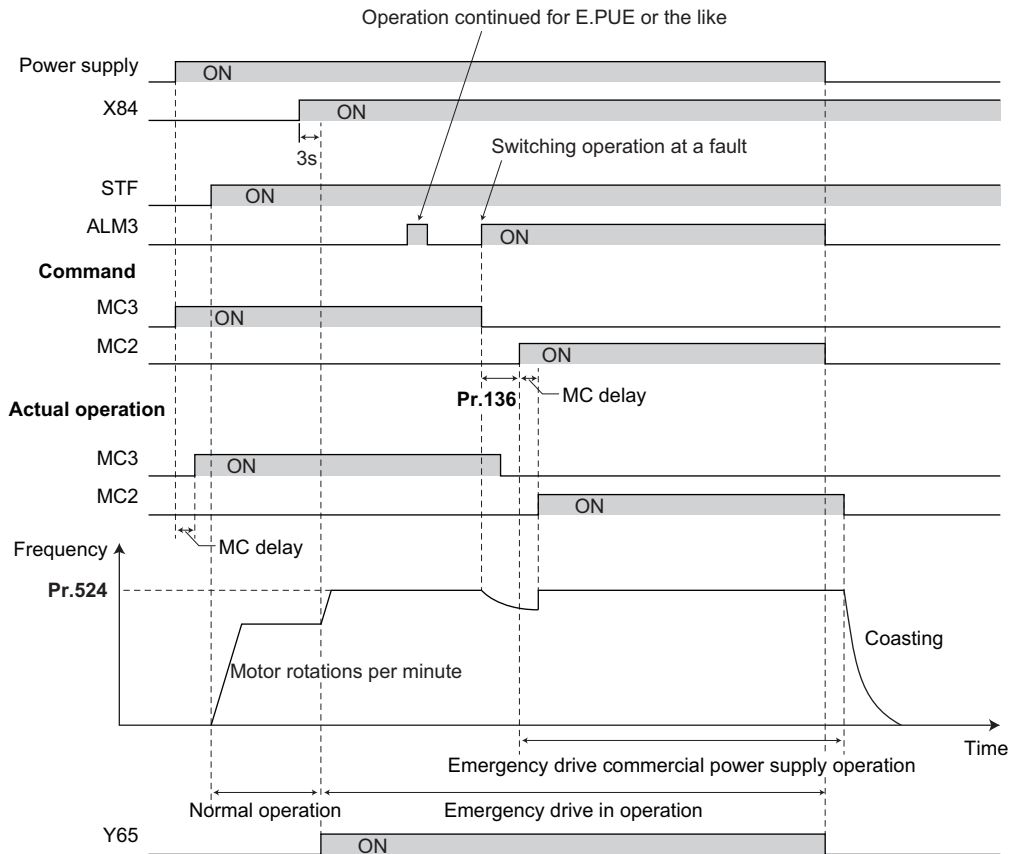 Operation continued for E.PUE or the like
Power supply
ON
X84
ON
3s
Switching operation at a fault
STF
ON
ALM3
ON
Command
MC3
ON
MC2
ON
Pr.136
MC delay
Actual operation
MC3
ON
MC2
ON
MC delay
Frequency
Pr.524
Coasting
Motor rotations per minute
Time
Emergency drive commercial power supply operation
Normal operation
Emergency drive in operation
Y65
ON